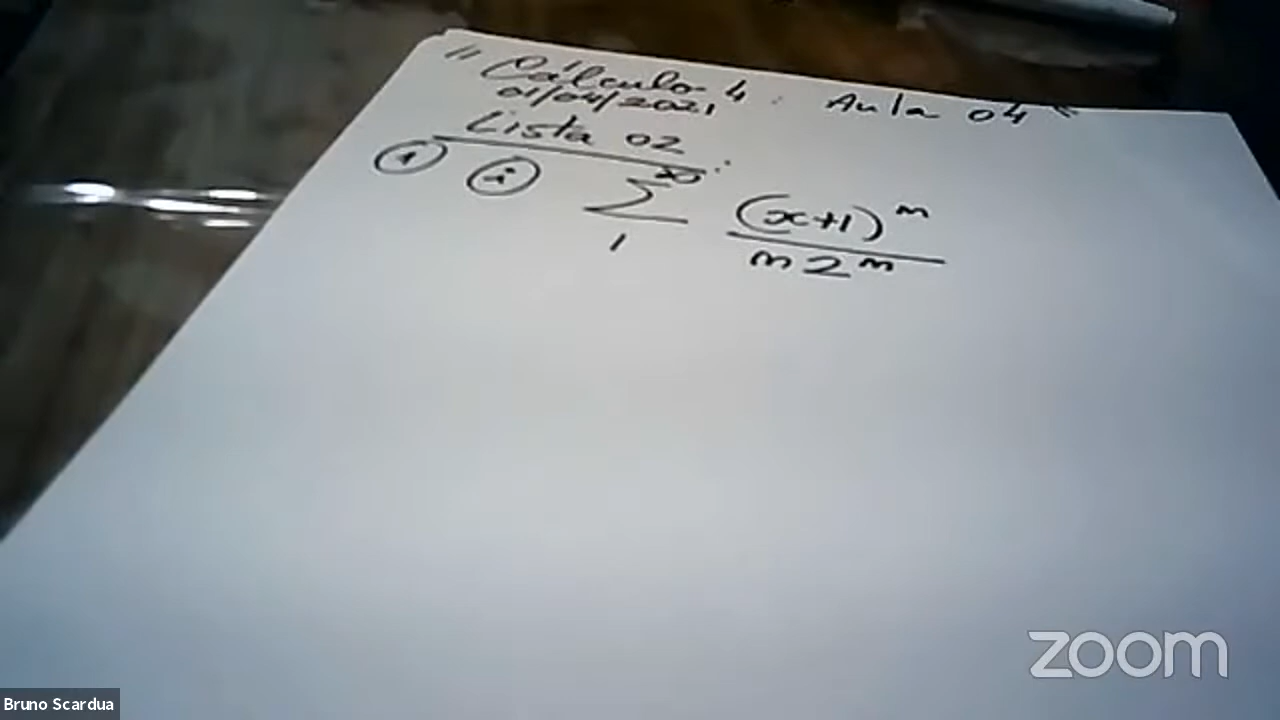 "Cálculo 4: Aula 04"
01/04/2021
Lista 02:
① ⓘ ∑ ∞ 1 (x+1)^n / n2^n
zoom
Bruno Scardua